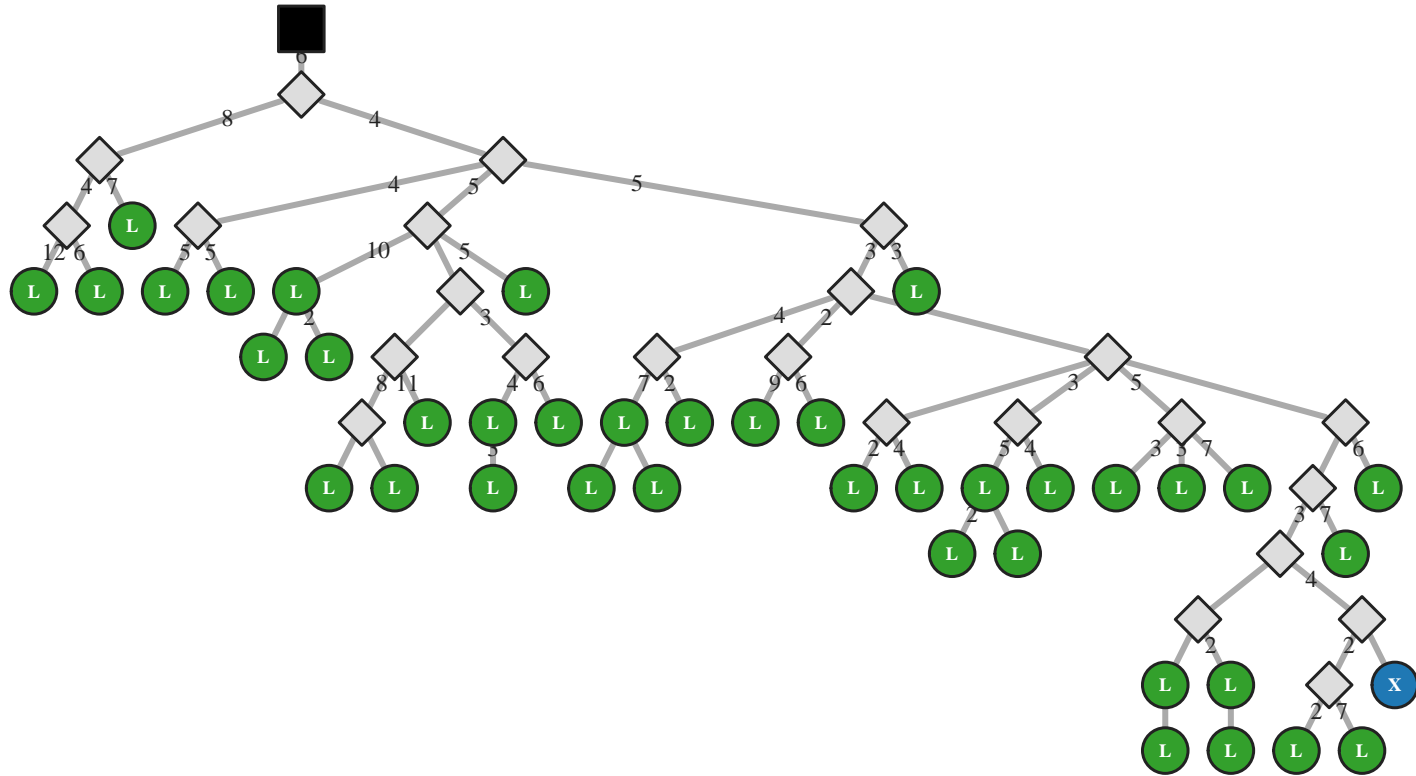 6
8 4
4 7 4 5 5
L
12 6 5 5 10 5 3 3
L L L L L L L
2 3 4 2
L L
8 11 4 6 7 2 9 6 3 5
L L L L L L L
5 2 4 5 4 3 3 7 6
L L L L L L L L L L L L L
2 3 7
L L L
4
2 2
L L X
2 7
L L L L